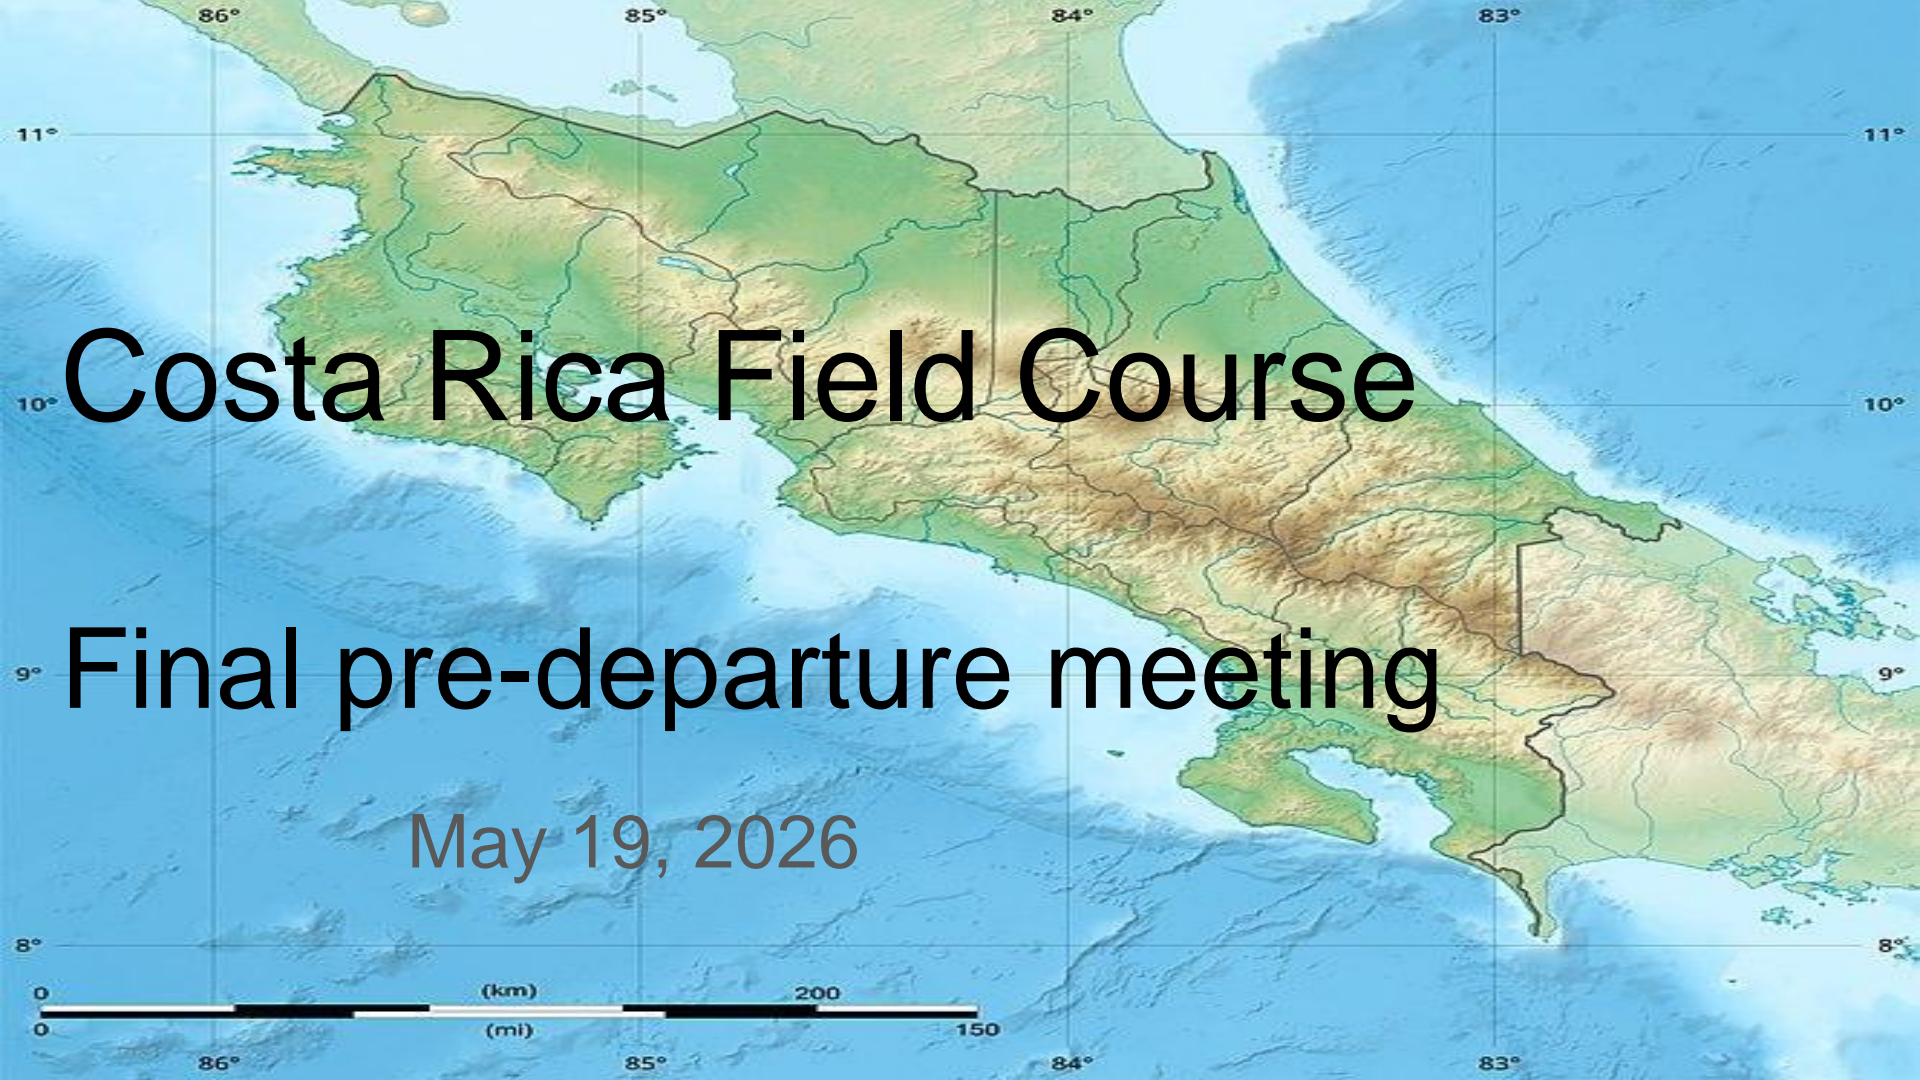 86° 85° 84° 83°
11° 11°
Costa Rica Field Course
10° 10°
Final pre-departure meeting
9° 9°
May 19, 2026
8° 8°
0 (km) 200
0 (mi) 150
86° 85° 84° 83°